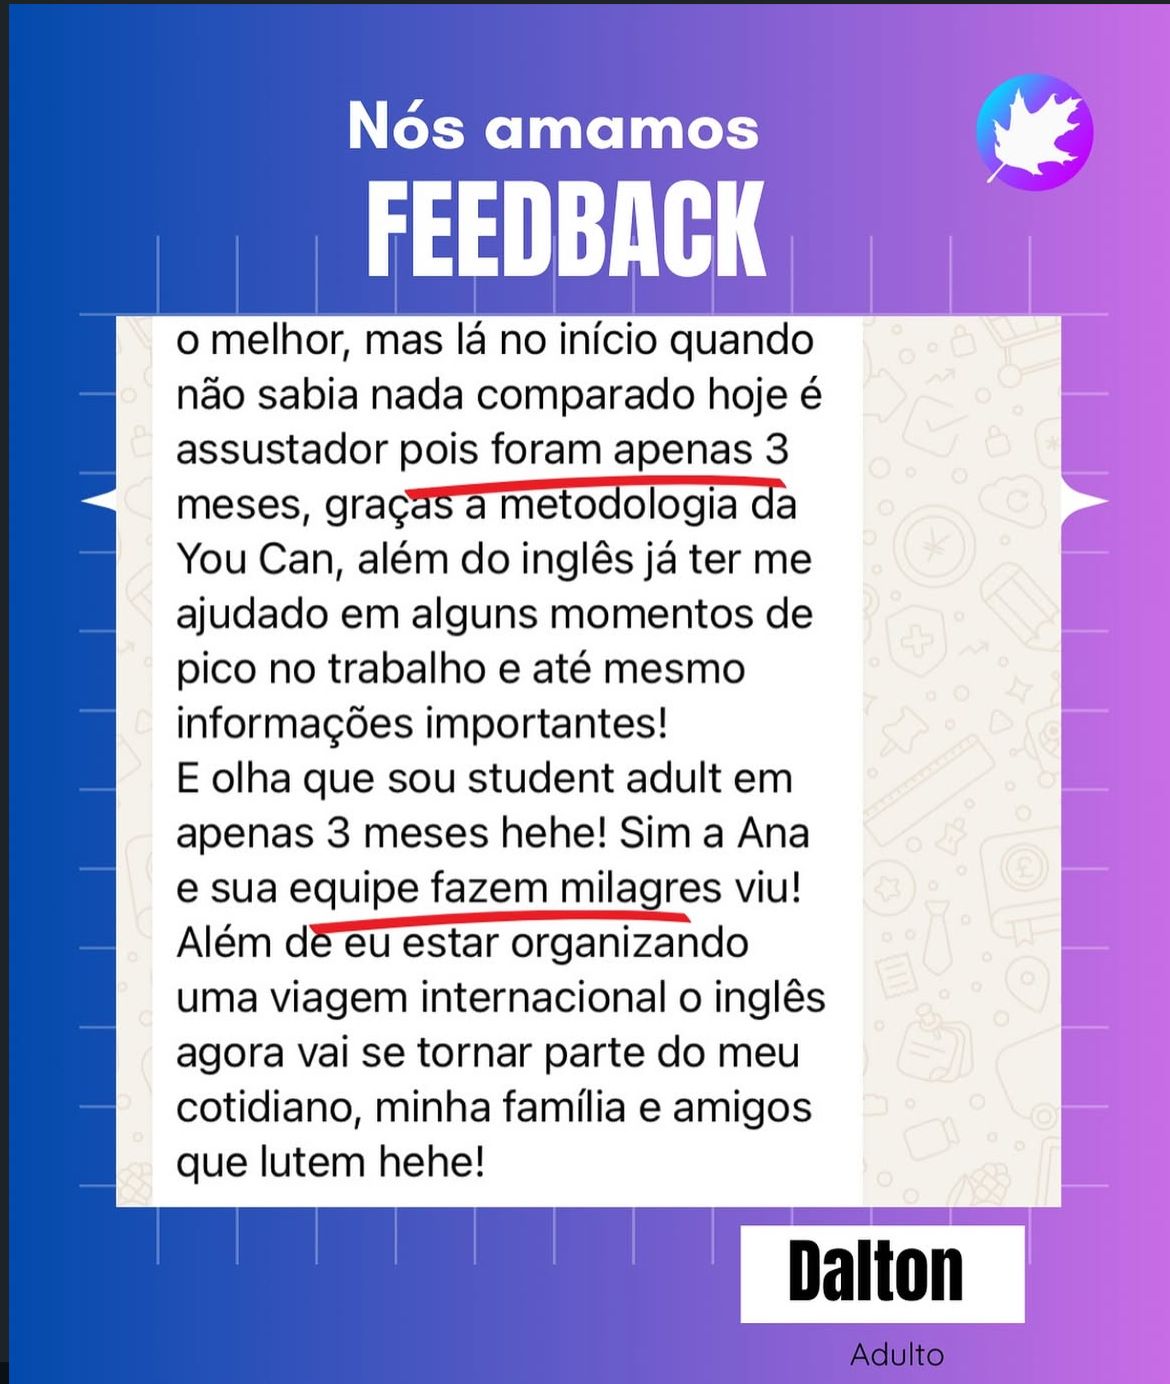 Nós amamos
FEEDBACK
o melhor, mas lá no início quando
não sabia nada comparado hoje é
assustador pois foram apenas 3
meses, graças a metodologia da
You Can, além do inglês já ter me
ajudado em alguns momentos de
pico no trabalho e até mesmo
informações importantes!
E olha que sou student adult em
apenas 3 meses hehe! Sim a Ana
e sua equipe fazem milagres viu!
Além de eu estar organizando
uma viagem internacional o inglês
agora vai se tornar parte do meu
cotidiano, minha família e amigos
que lutem hehe!
Dalton
Adulto